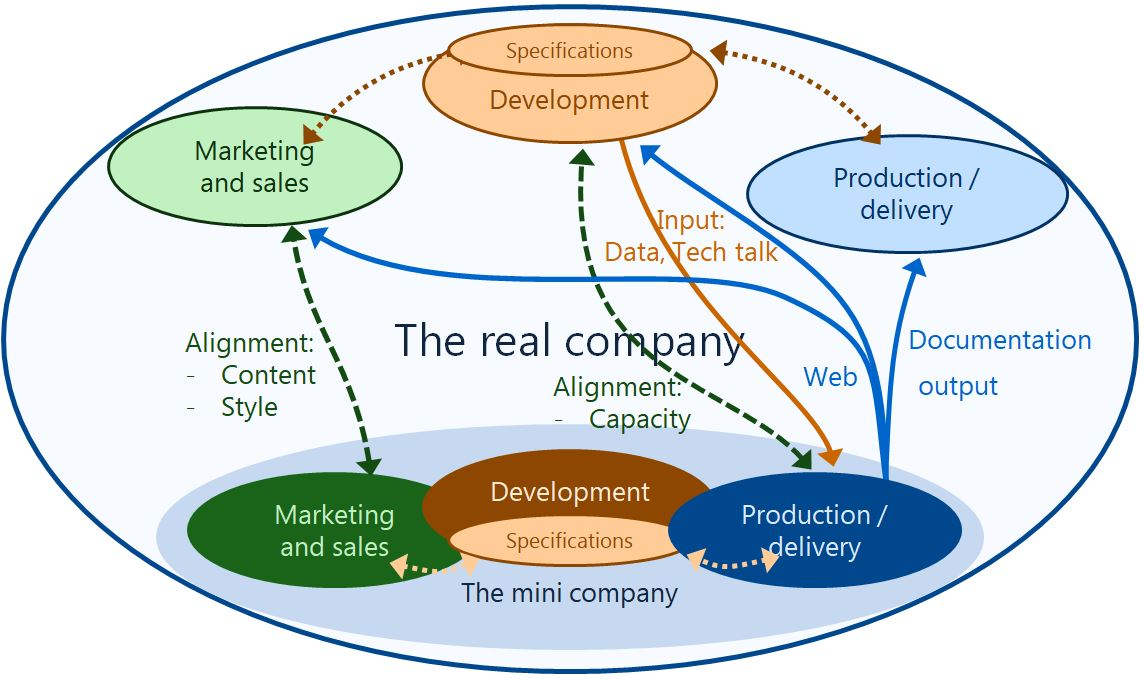 Specifications
Development
Marketing
and sales
Production /
delivery
Input:
Data, Tech talk
The real company
Alignment:
- Content
- Style
Alignment:
- Capacity
Web
Documentation
output
Development
Specifications
Marketing
and sales
Production /
delivery
The mini company